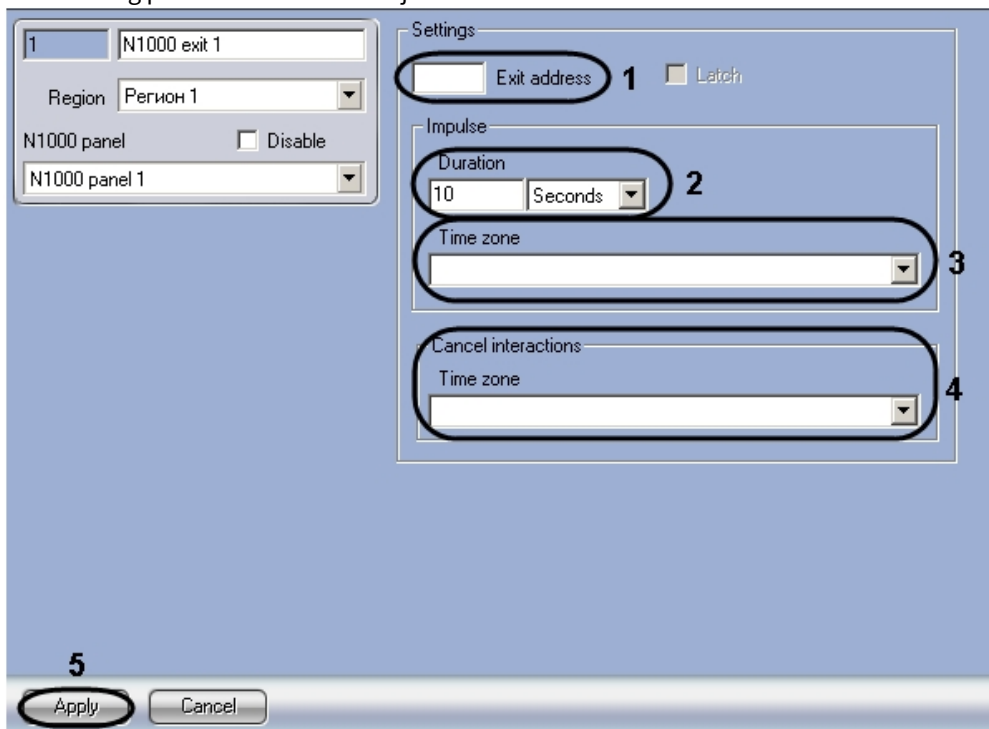 1 N1000 exit 1
Region Регион 1
N1000 panel Disable
N1000 panel 1
Settings
Exit address 1 Latch
Impulse
Duration
10 Seconds 2
Time zone
3
Cancel interactions
Time zone
4
5
Apply Cancel